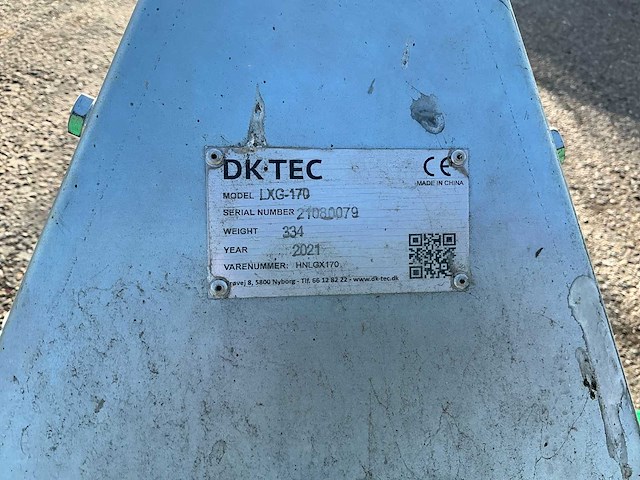 DK·TEC CE
MADE IN CHINA
MODEL LXG-170
SERIAL NUMBER 21080079
WEIGHT 334
YEAR 2021
VARENUMMER: HNLGX170
8, 5800 Nyborg - Tlf. 66 12 82 22 - www.dk-tec.dk